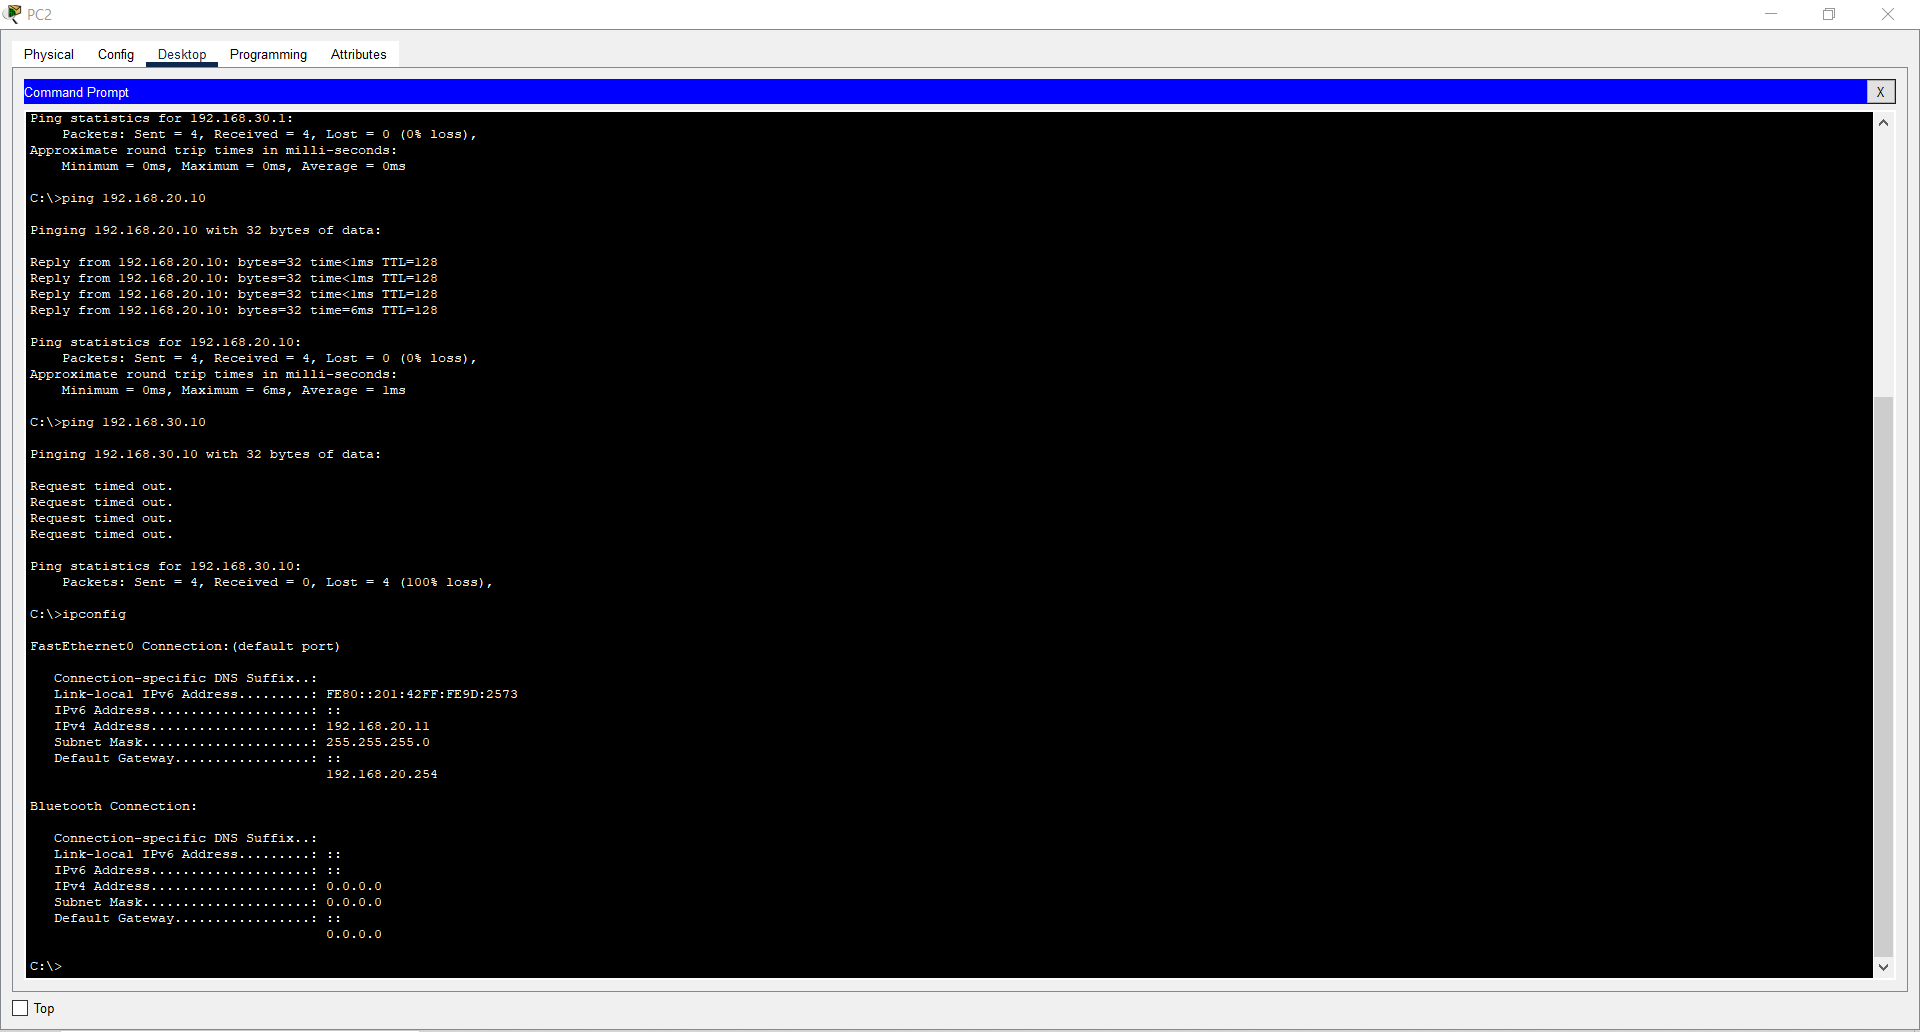 PC2
Physical Config Desktop Programming Attributes
Command Prompt X
Ping statistics for 192.168.30.1:
    Packets: Sent = 4, Received = 4, Lost = 0 (0% loss),
Approximate round trip times in milli-seconds:
    Minimum = 0ms, Maximum = 0ms, Average = 0ms
C:\>ping 192.168.20.10
Pinging 192.168.20.10 with 32 bytes of data:
Reply from 192.168.20.10: bytes=32 time<1ms TTL=128
Reply from 192.168.20.10: bytes=32 time<1ms TTL=128
Reply from 192.168.20.10: bytes=32 time<1ms TTL=128
Reply from 192.168.20.10: bytes=32 time=6ms TTL=128
Ping statistics for 192.168.20.10:
    Packets: Sent = 4, Received = 4, Lost = 0 (0% loss),
Approximate round trip times in milli-seconds:
    Minimum = 0ms, Maximum = 6ms, Average = 1ms
C:\>ping 192.168.30.10
Pinging 192.168.30.10 with 32 bytes of data:
Request timed out.
Request timed out.
Request timed out.
Request timed out.
Ping statistics for 192.168.30.10:
    Packets: Sent = 4, Received = 0, Lost = 4 (100% loss),
C:\>ipconfig
FastEthernet0 Connection:(default port)
   Connection-specific DNS Suffix..:
   Link-local IPv6 Address.........: FE80::201:42FF:FE9D:2573
   IPv6 Address....................: ::
   IPv4 Address....................: 192.168.20.11
   Subnet Mask.....................: 255.255.255.0
   Default Gateway.................: ::
                                     192.168.20.254
Bluetooth Connection:
   Connection-specific DNS Suffix..:
   Link-local IPv6 Address.........: ::
   IPv6 Address....................: ::
   IPv4 Address....................: 0.0.0.0
   Subnet Mask.....................: 0.0.0.0
   Default Gateway.................: ::
                                     0.0.0.0
C:\>
Top